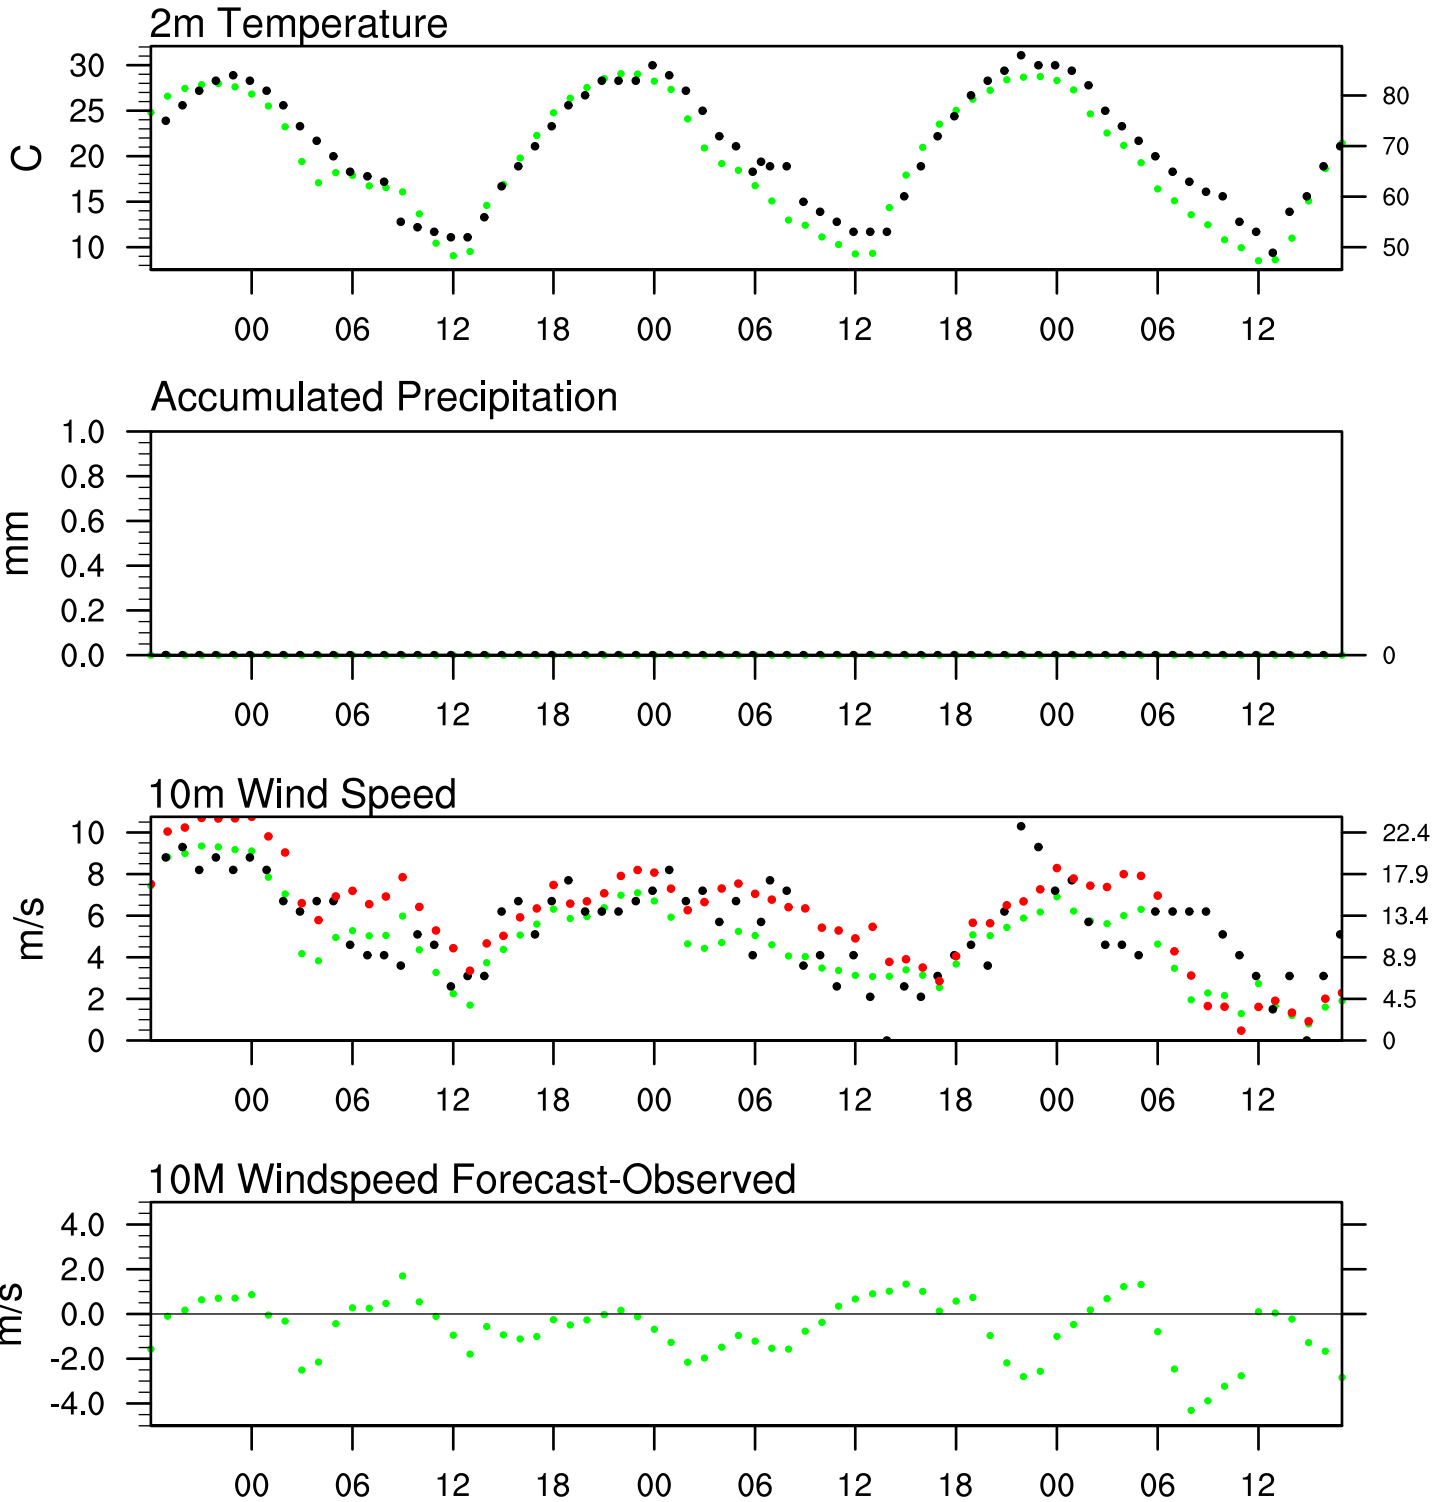 2m Temperature
30
25
20
15
10
C
80
70
60
50
00 06 12 18 00 06 12 18 00 06 12
Accumulated Precipitation
1.0
0.8
0.6
0.4
0.2
0.0
mm
0
00 06 12 18 00 06 12 18 00 06 12
10m Wind Speed
10
8
6
4
2
0
m/s
22.4
17.9
13.4
8.9
4.5
0
00 06 12 18 00 06 12 18 00 06 12
10M Windspeed Forecast-Observed
4.0
2.0
0.0
-2.0
-4.0
m/s
00 06 12 18 00 06 12 18 00 06 12